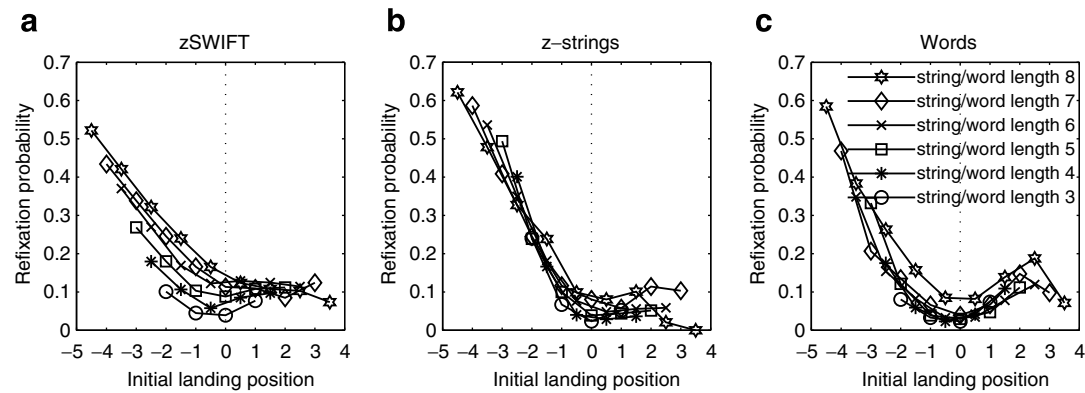 a
zSWIFT
0.7
0.6
0.5
0.4
0.3
0.2
0.1
0
−5 −4 −3 −2 −1 0 1 2 3 4
Refixation probability
Initial landing position
b
z−strings
0.7
0.6
0.5
0.4
0.3
0.2
0.1
0
−5 −4 −3 −2 −1 0 1 2 3 4
Refixation probability
Initial landing position
c
Words
0.7
0.6
0.5
0.4
0.3
0.2
0.1
0
−5 −4 −3 −2 −1 0 1 2 3 4
Refixation probability
Initial landing position
string/word length 8
string/word length 7
string/word length 6
string/word length 5
string/word length 4
string/word length 3